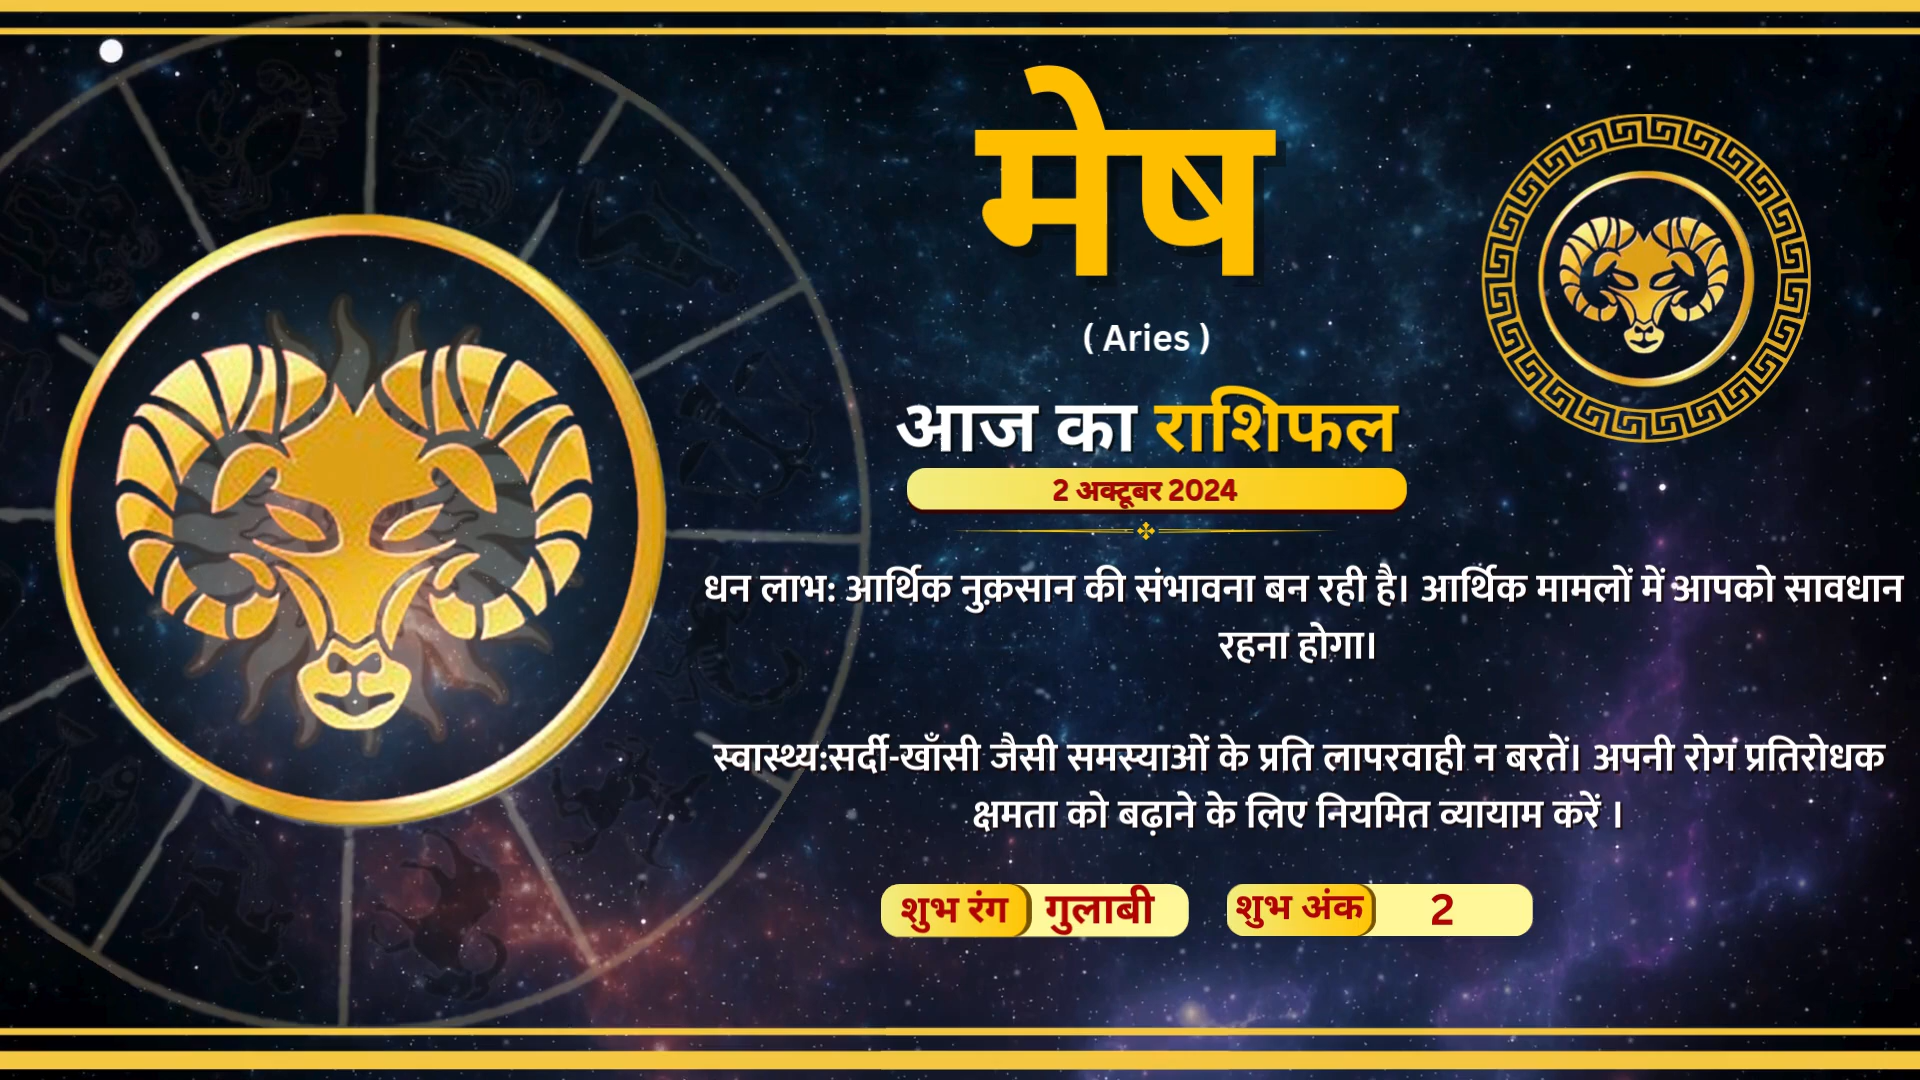 मेष
( Aries )
आज का राशिफल
2 अक्टूबर 2024
धन लाभ: आर्थिक नुक़सान की संभावना बन रही है। आर्थिक मामलों में आपको सावधान
रहना होगा।
स्वास्थ्य:सर्दी-खाँसी जैसी समस्याओं के प्रति लापरवाही न बरतें। अपनी रोग प्रतिरोधक
क्षमता को बढ़ाने के लिए नियमित व्यायाम करें ।
शुभ रंग गुलाबी शुभ अंक 2